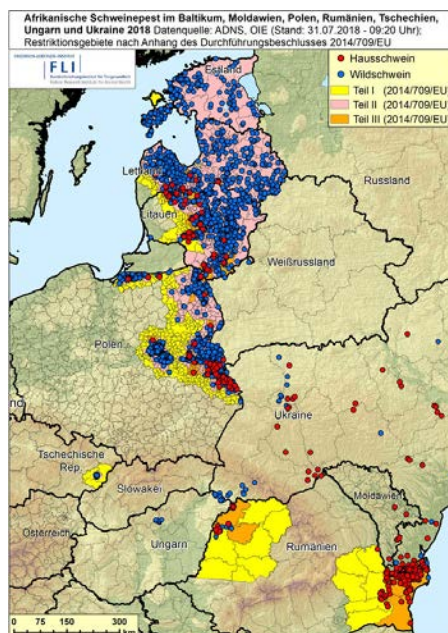 Afrikanische Schweinepest im Baltikum, Moldawien, Polen, Rumänien, Tschechien,
Ungarn und Ukraine 2018 Datenquelle: ADNS, OIE (Stand: 31.07.2018 - 09:20 Uhr);
Restriktionsgebiete nach Anhang des Durchführungsbeschlusses 2014/709/EU
FLI
Hausschwein
Wildschwein
Teil I (2014/709/EU)
Teil II (2014/709/EU)
Teil III (2014/709/EU)
Estland
Lettland
Russland
Litauen
Weißrussland
Polen
nd
Ukraine
Tschechische
Rep.
Slowakei
Moldawien
Österreich
Ungarn
Rumänien
0 75 150 300
km